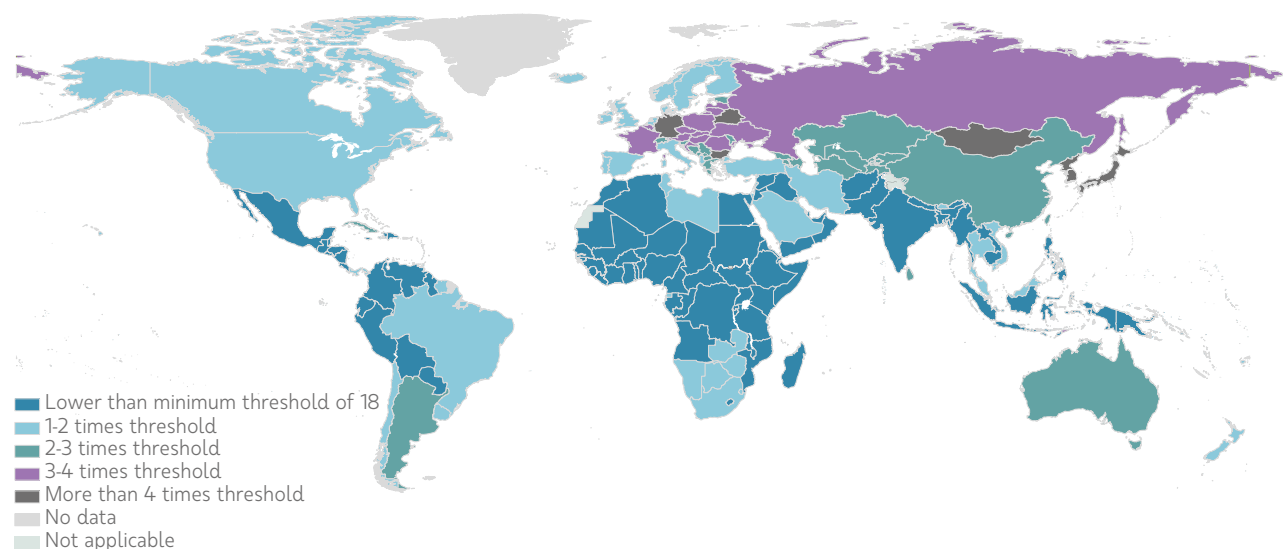 Lower than minimum threshold of 18
1-2 times threshold
2-3 times threshold
3-4 times threshold
More than 4 times threshold
No data
Not applicable